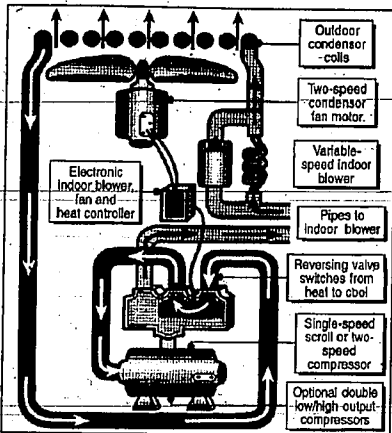 Outdoor
condensor
-coils
Two-speed
condensor
fan motor.
Variable-
speed indoor
blower
Electronic
indoor blower,
fan and
heat controller
Pipes to
indoor blower
Reversing valve
switches from
heat to cool
Single-speed
scroll or two-
speed
compressor
Optional double
low/high output-
compressors